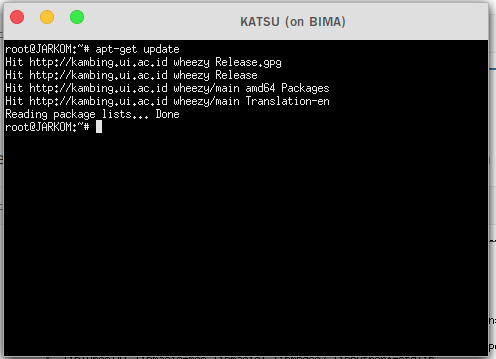 KATSU (on BIMA)
root@JARKOM:~# apt-get update
Hit http://kambing.ui.ac.id wheezy Release.gpg
Hit http://kambing.ui.ac.id wheezy Release
Hit http://kambing.ui.ac.id wheezy/main amd64 Packages
Hit http://kambing.ui.ac.id wheezy/main Translation-en
Reading package lists... Done
root@JARKOM:~#